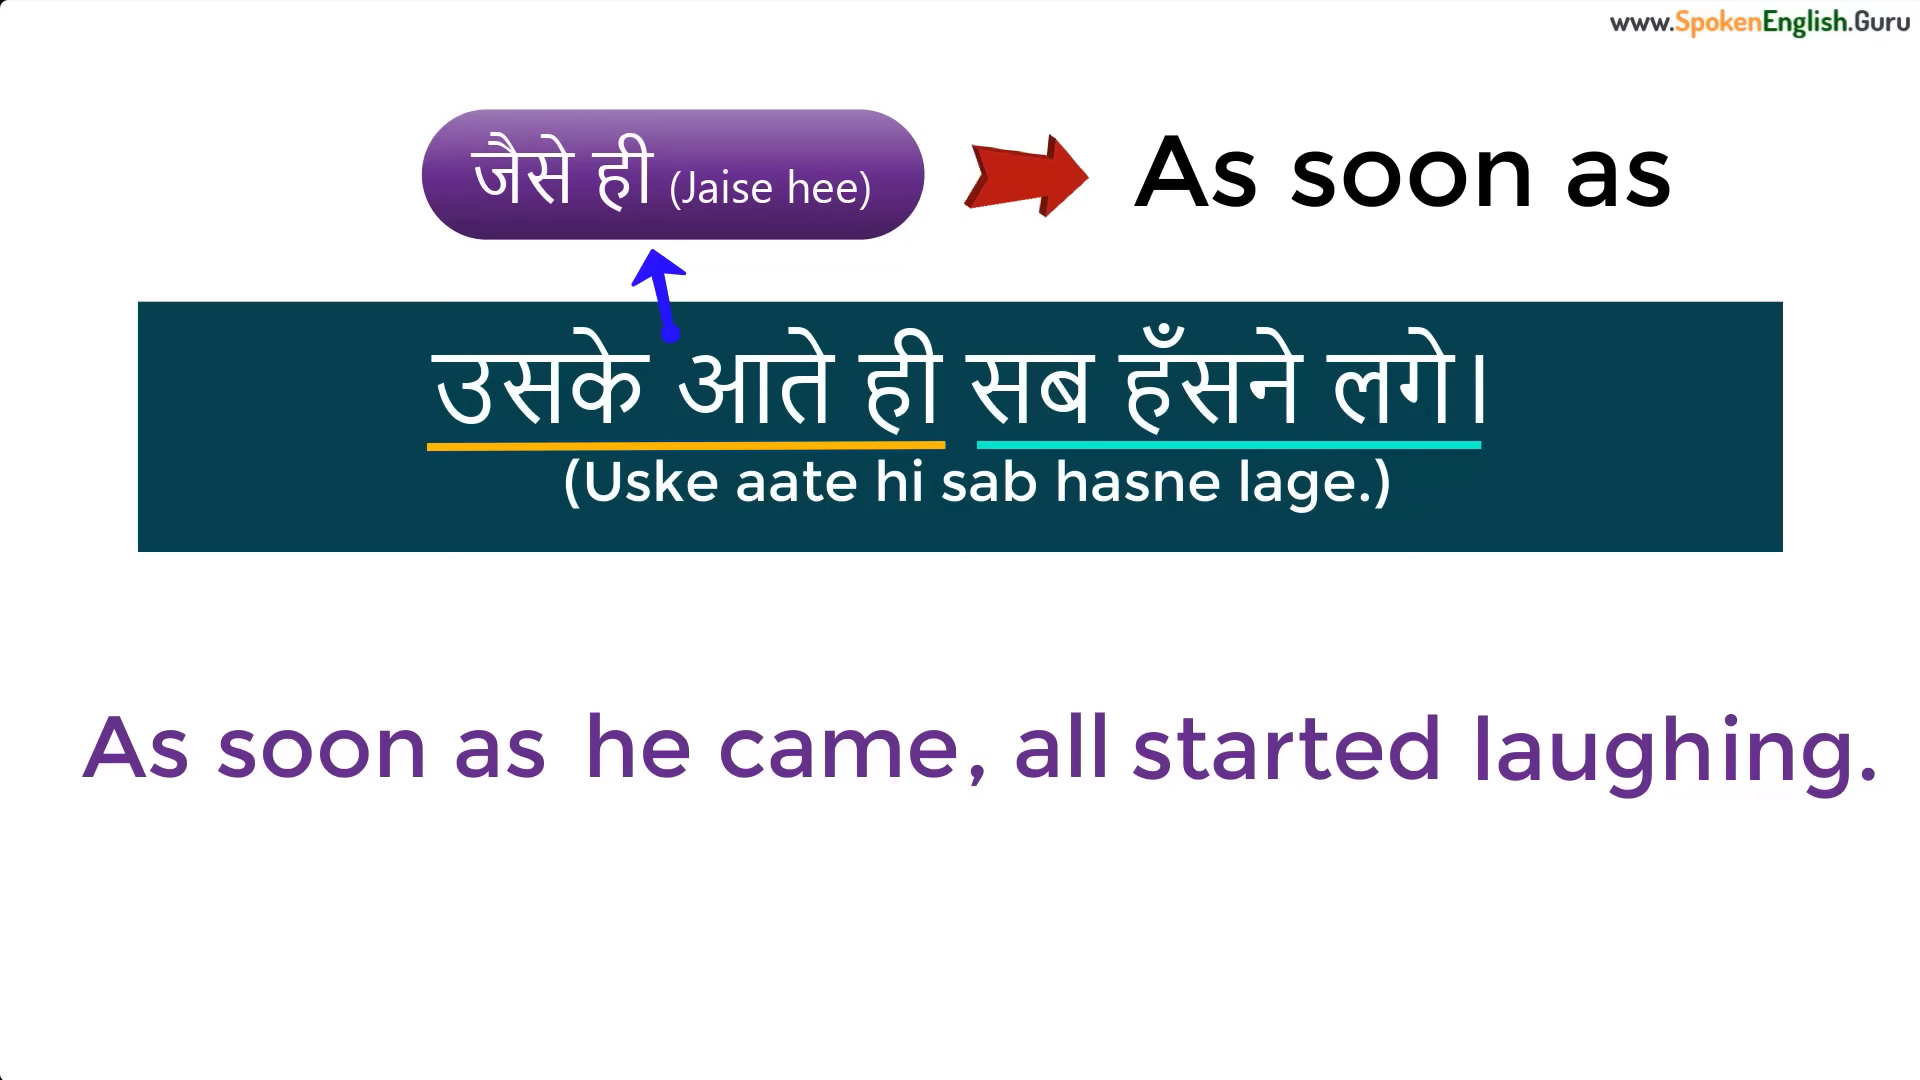 www.SpokenEnglish.Guru
जैसे ही (Jaise hee) As soon as
उसके आते ही सब हँसने लगे।
(Uske aate hi sab hasne lage.)
As soon as he came, all started laughing.